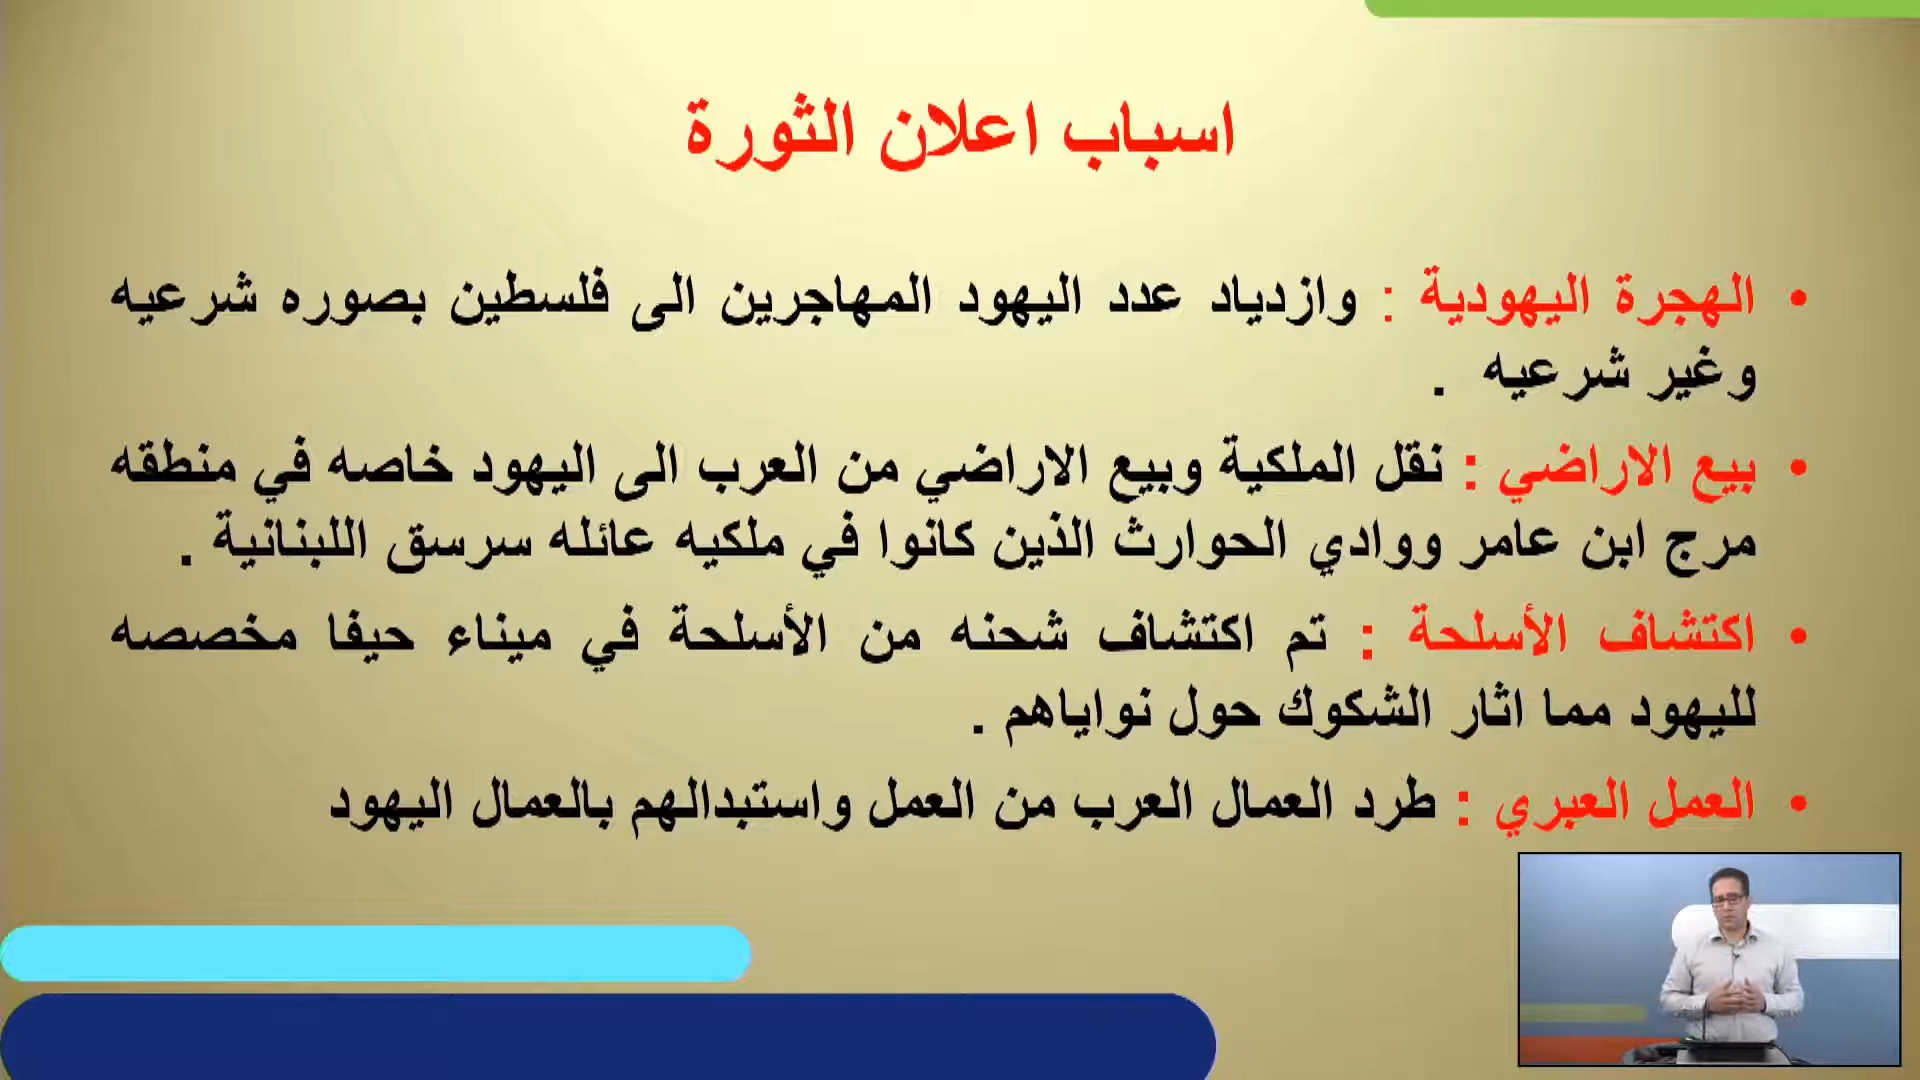 اسباب اعلان الثورة
• الهجرة اليهودية : وازدياد عدد اليهود المهاجرين الى فلسطين بصوره شرعيه
وغير شرعيه .
• بيع الاراضي : نقل الملكية وبيع الاراضي من العرب الى اليهود خاصه في منطقه
مرج ابن عامر ووادي الحوارث الذين كانوا في ملكيه عائله سرسق اللبنانية .
• اكتشاف الأسلحة : تم اكتشاف شحنه من الأسلحة في ميناء حيفا مخصصه
لليهود مما اثار الشكوك حول نواياهم .
• العمل العبري : طرد العمال العرب من العمل واستبدالهم بالعمال اليهود